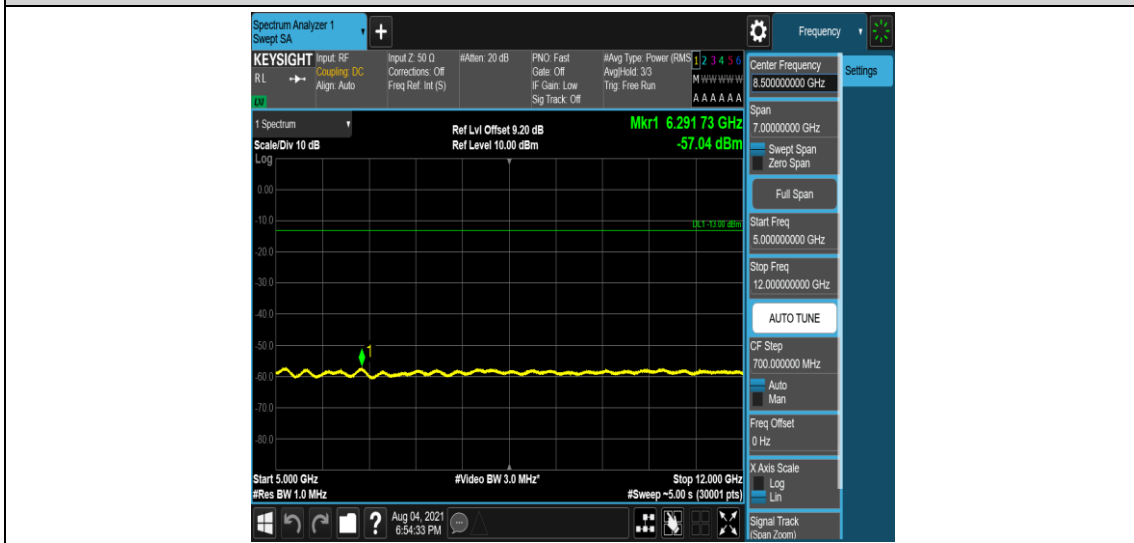 Spectrum Analyzer 1
Swept SA
+
Frequency
KEYSIGHT Input: RF Input Z: 50 Ω #Atten: 20 dB PNO: Fast #Avg Type: Power (RMS 1 2 3 4 5 6
RL Coupling: DC Corrections: Off Gate: Off Avg|Hold: 3/3 M W W W W W
Align: Auto Freq Ref: Int (S) IF Gain: Low Trig: Free Run
Sig Track: Off A A A A A A
1 Spectrum
Ref Lvl Offset 9.20 dB
Mkr1 6.291 73 GHz
Scale/Div 10 dB
Ref Level 10.00 dBm
-57.04 dBm
Log
0.00
-10.0
DL1 -13.00 dBm
-20.0
-30.0
-40.0
-50.0
1
-60.0
-70.0
-80.0
Start 5.000 GHz #Video BW 3.0 MHz* Stop 12.000 GHz
#Res BW 1.0 MHz #Sweep ~5.00 s (30001 pts)
?
Aug 04, 2021
6:54:33 PM
Center Frequency
8.500000000 GHz
Settings
Span
7.00000000 GHz
Swept Span
Zero Span
Full Span
Start Freq
5.000000000 GHz
Stop Freq
12.000000000 GHz
AUTO TUNE
CF Step
700.000000 MHz
Auto
Man
Freq Offset
0 Hz
X Axis Scale
Log
Lin
Signal Track
(Span Zoom)